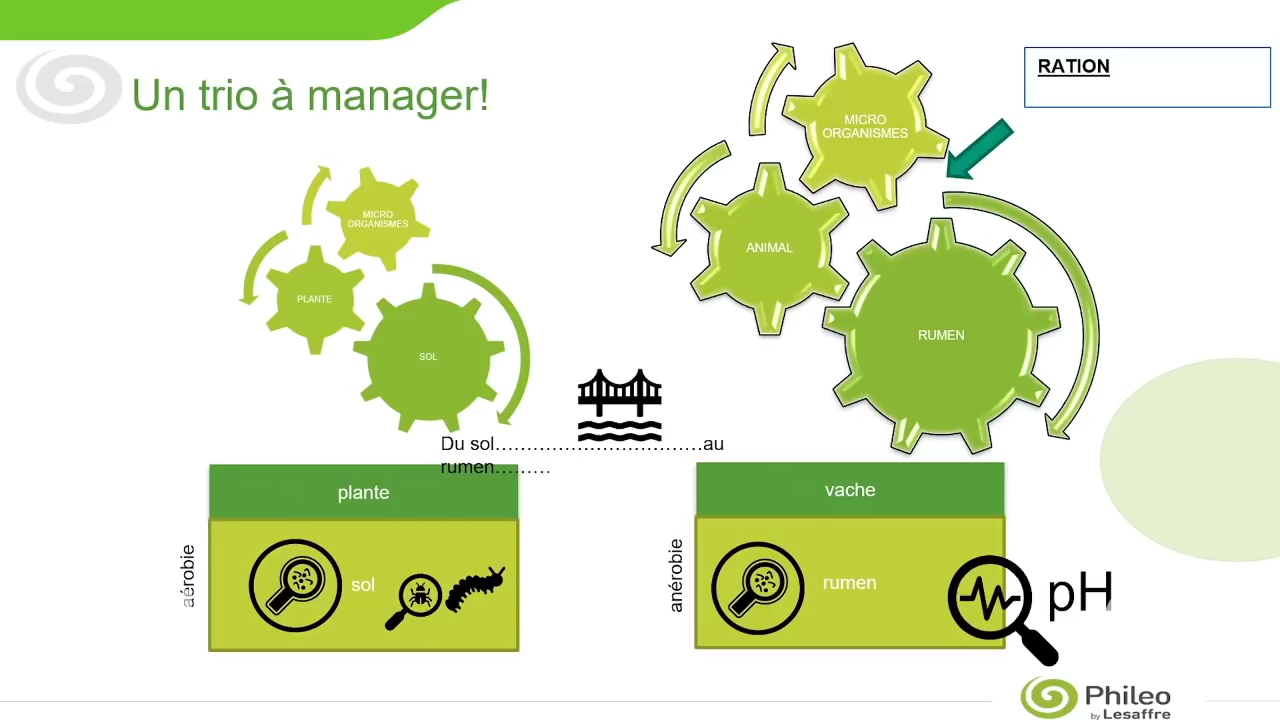 Un trio à manager!
RATION
MICRO
ORGANISMES
PLANTE
SOL
MICRO
ORGANISMES
ANIMAL
RUMEN
Du sol……………………………au
rumen………
plante
aérobie
sol
vache
anérobie
rumen
pH
Phileo
by Lesaffre